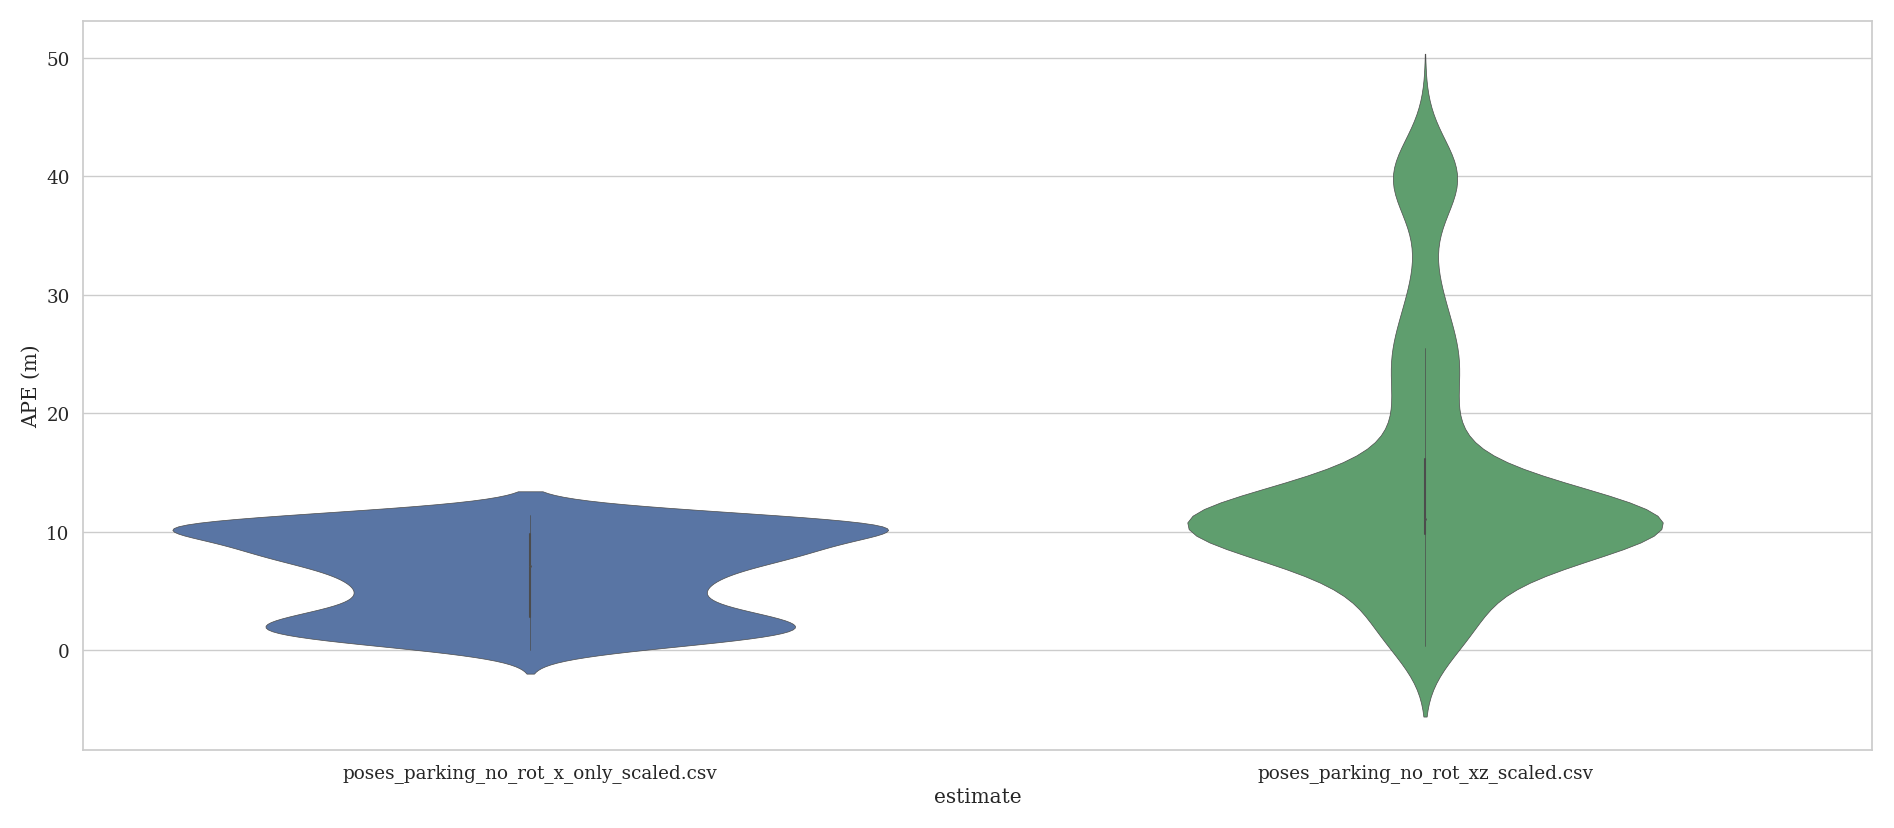 50
40
30
20
10
0
APE (m)
poses_parking_no_rot_x_only_scaled.csv
poses_parking_no_rot_xz_scaled.csv
estimate